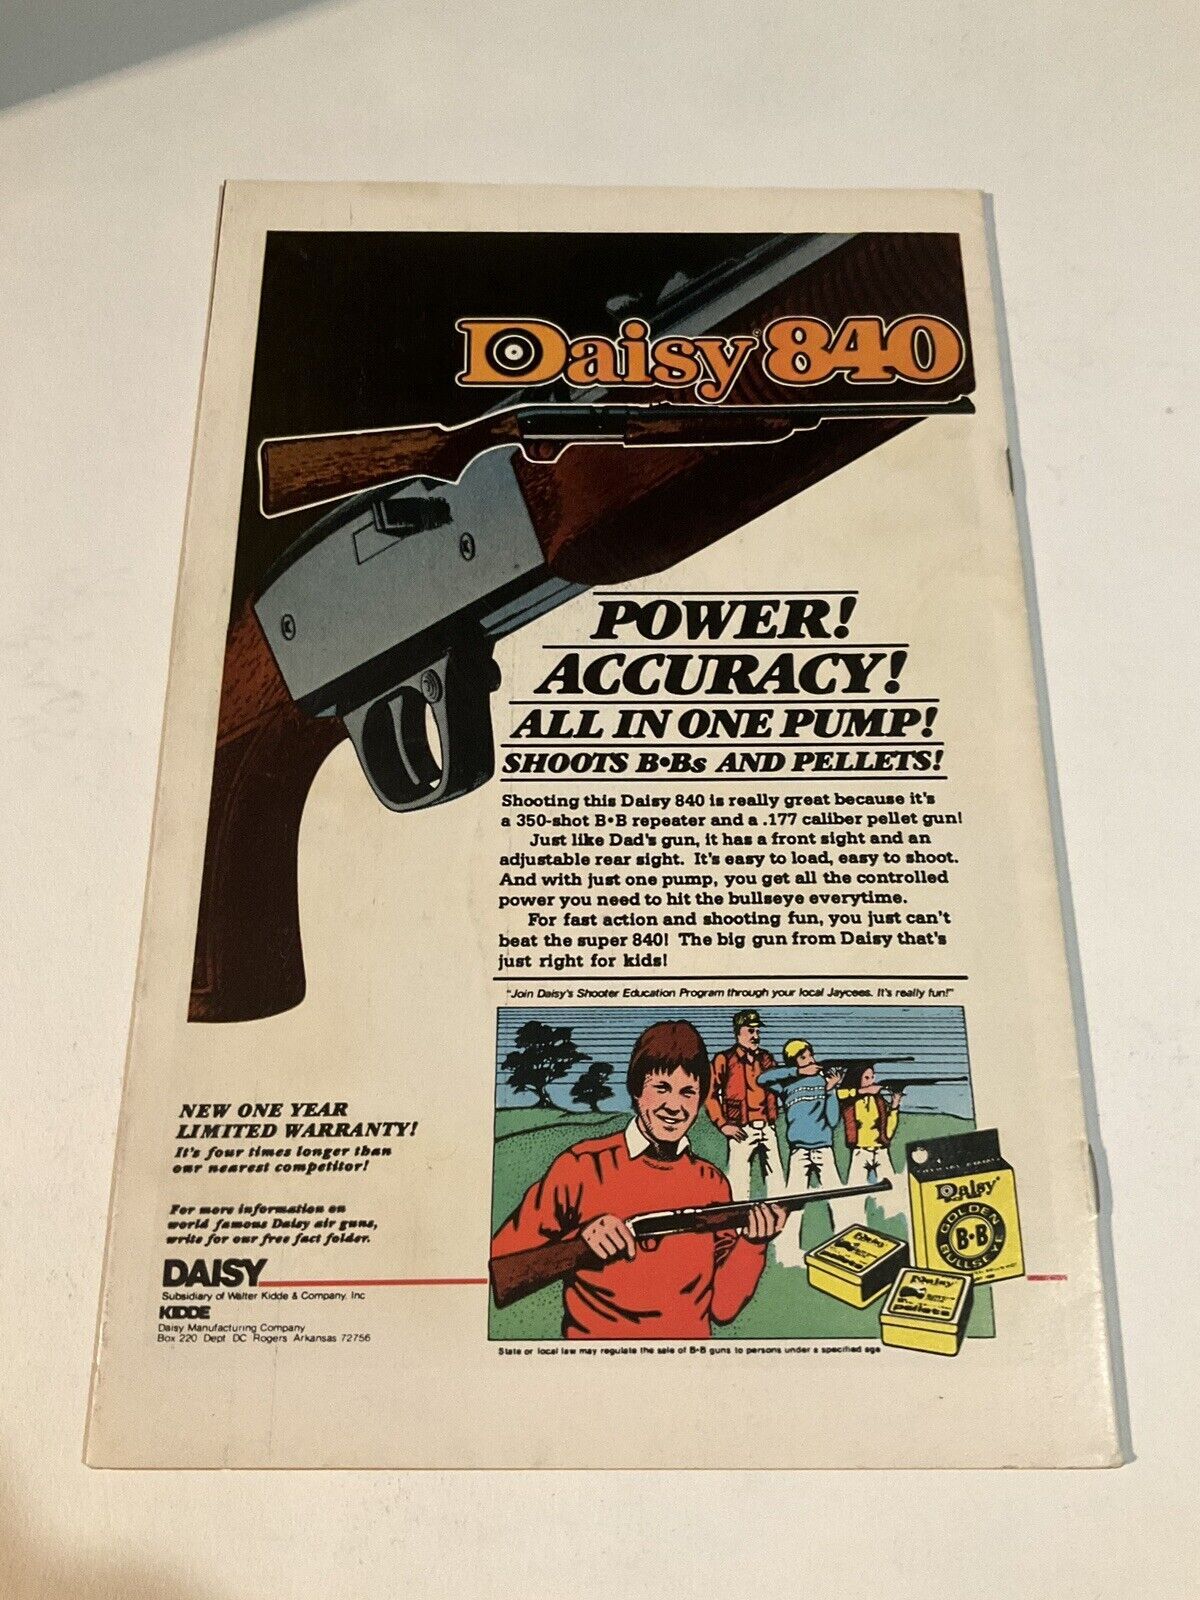 Daisy® 840
POWER!
ACCURACY!
ALL IN ONE PUMP!
SHOOTS B•Bs AND PELLETS!
Shooting this Daisy 840 is really great because it's
a 350-shot B•B repeater and a .177 caliber pellet gun!
Just like Dad's gun, it has a front sight and an
adjustable rear sight. It's easy to load, easy to shoot.
And with just one pump, you get all the controlled
power you need to hit the bullseye everytime.
For fast action and shooting fun, you just can't
beat the super 840! The big gun from Daisy that's
just right for kids!
"Join Daisy's Shooter Education Program through your local Jaycees. It's really fun!"
NEW ONE YEAR
LIMITED WARRANTY!
It's four times longer than
our nearest competitor!
For more information on
world famous Daisy air guns,
write for our free fact folder.
DAISY
Subsidiary of Walter Kidde & Company, Inc
KIDDE
Daisy Manufacturing Company
Box 220 Dept DC Rogers Arkansas 72756
Daisy
GOLDEN
B•B
BULLSEYE
Daisy
Daisy
pellets
State or local law may regulate the sale of B•B guns to persons under a specified age